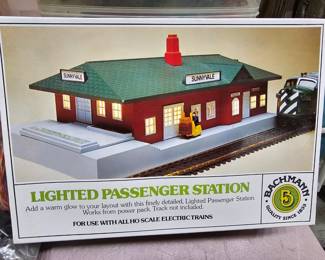 SUNNYVALE
SUNNYVALE
LIGHTED PASSENGER STATION
Add a warm glow to your layout with this finely detailed, Lighted Passenger Station.
Works from power pack. Track not included.
FOR USE WITH ALL HO SCALE ELECTRIC TRAINS
BACHMANN
5
QUALITY SINCE 1833